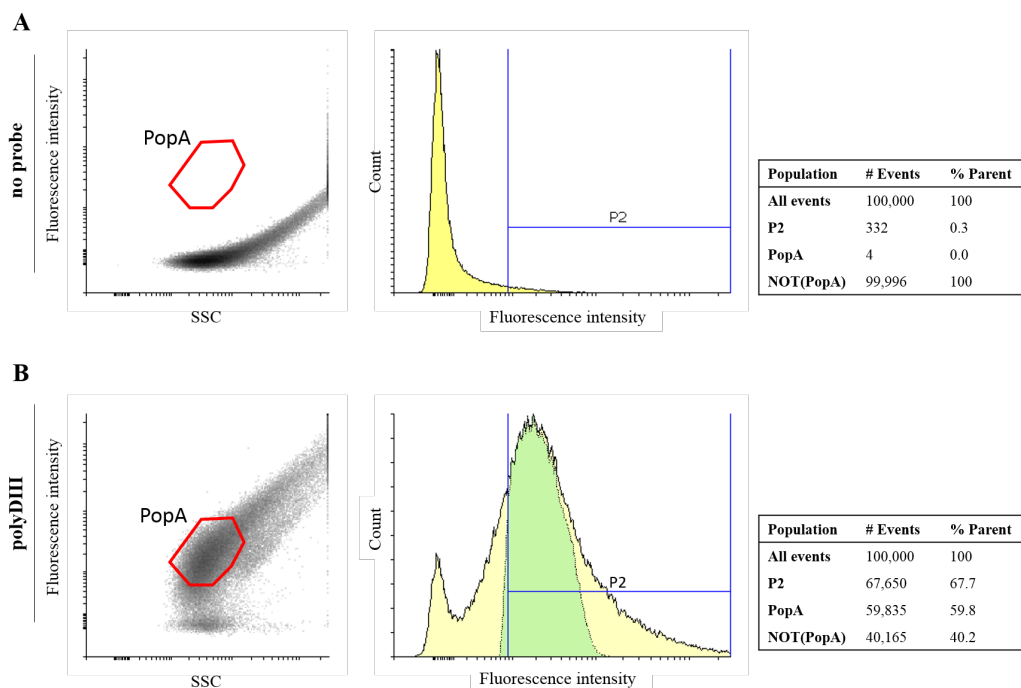 A
no probe
Fluorescence intensity
PopA
SSC
Count
P2
Fluorescence intensity
Population # Events % Parent
All events 100,000 100
P2 332 0.3
PopA 4 0.0
NOT(PopA) 99,996 100
B
polyDIII
Fluorescence intensity
PopA
SSC
Count
P2
Fluorescence intensity
Population # Events % Parent
All events 100,000 100
P2 67,650 67.7
PopA 59,835 59.8
NOT(PopA) 40,165 40.2